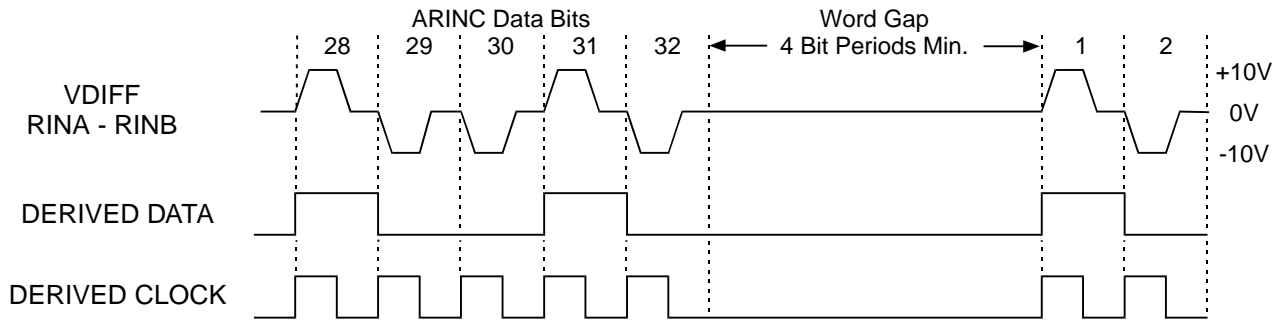 ARINC Data Bits
Word Gap
28 29 30 31 32 4 Bit Periods Min. 1 2
VDIFF
RINA - RINB
+10V
0V
-10V
DERIVED DATA
DERIVED CLOCK